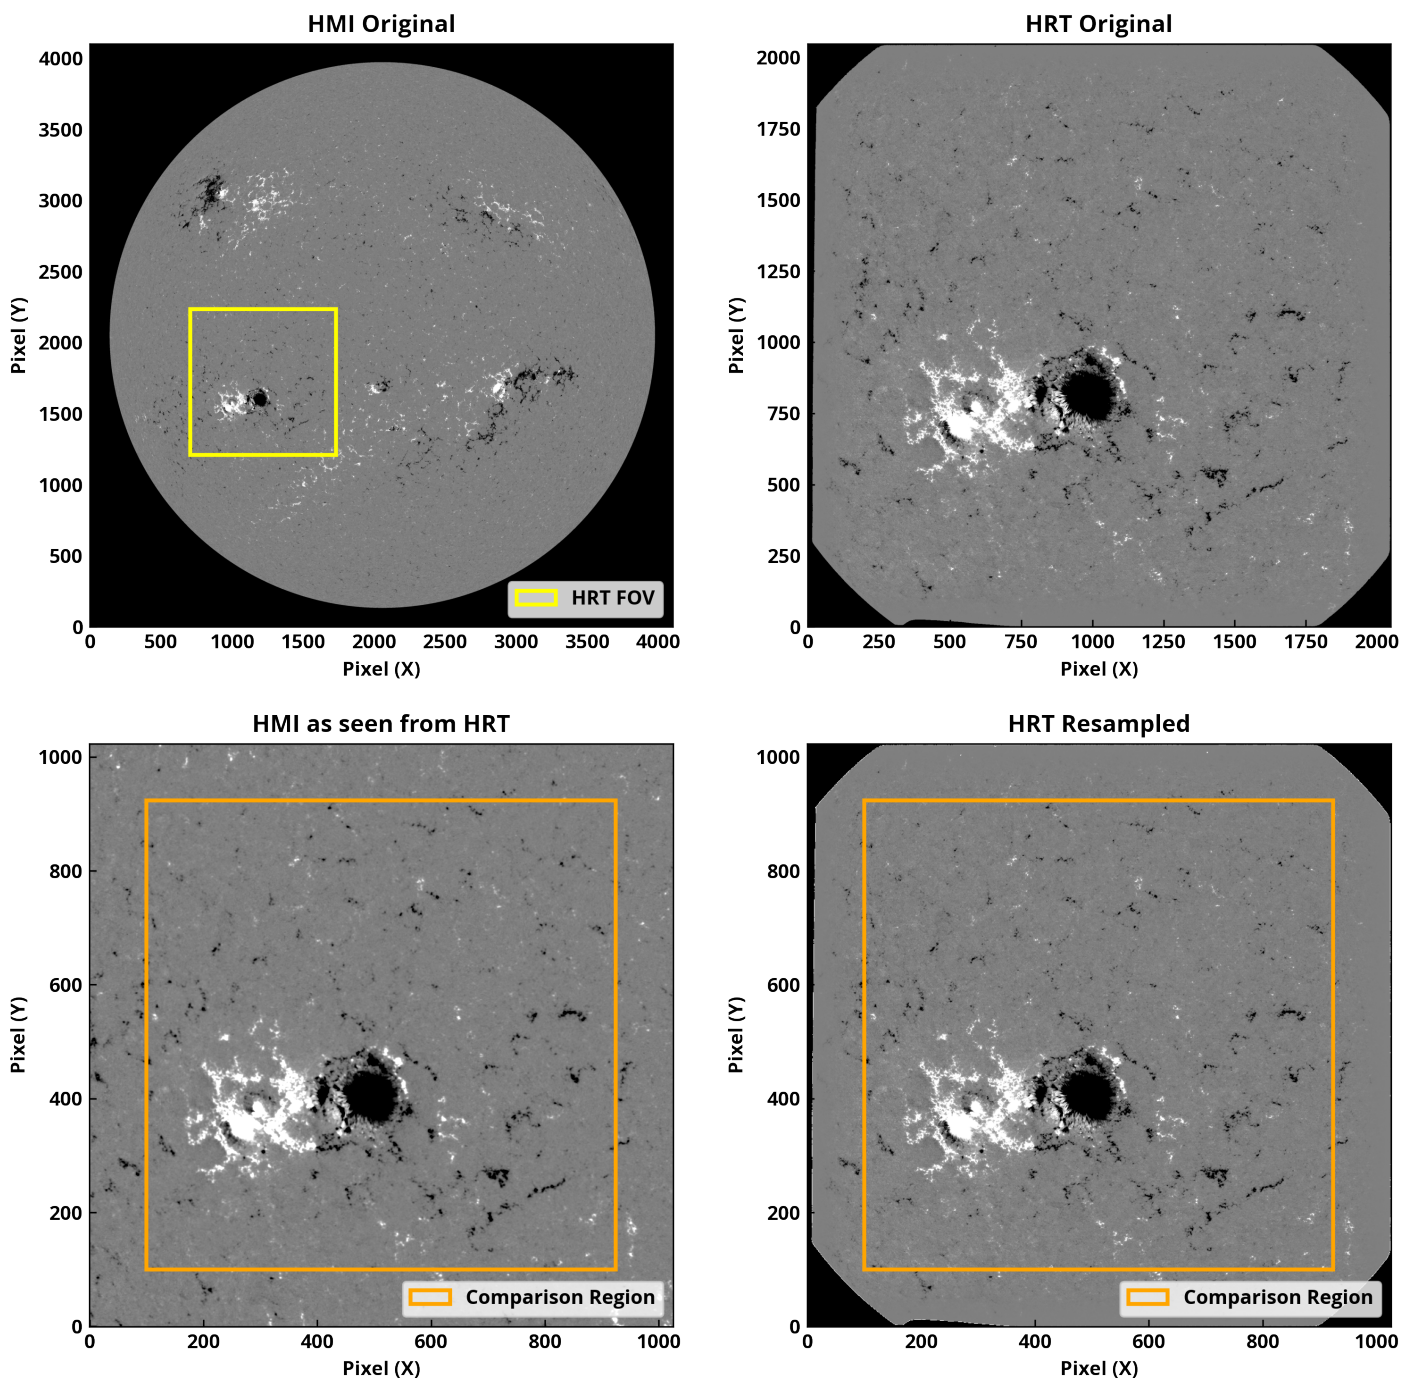 HMI Original
HRT Original
4000
3500
3000
2500
2000
1500
1000
500
0
Pixel (Y)
0 500 1000 1500 2000 2500 3000 3500 4000
Pixel (X)
HRT FOV
2000
1750
1500
1250
1000
750
500
250
0
Pixel (Y)
0 250 500 750 1000 1250 1500 1750 2000
Pixel (X)
HMI as seen from HRT
HRT Resampled
1000
800
600
400
200
0
Pixel (Y)
0 200 400 600 800 1000
Pixel (X)
Comparison Region
1000
800
600
400
200
0
Pixel (Y)
0 200 400 600 800 1000
Pixel (X)
Comparison Region